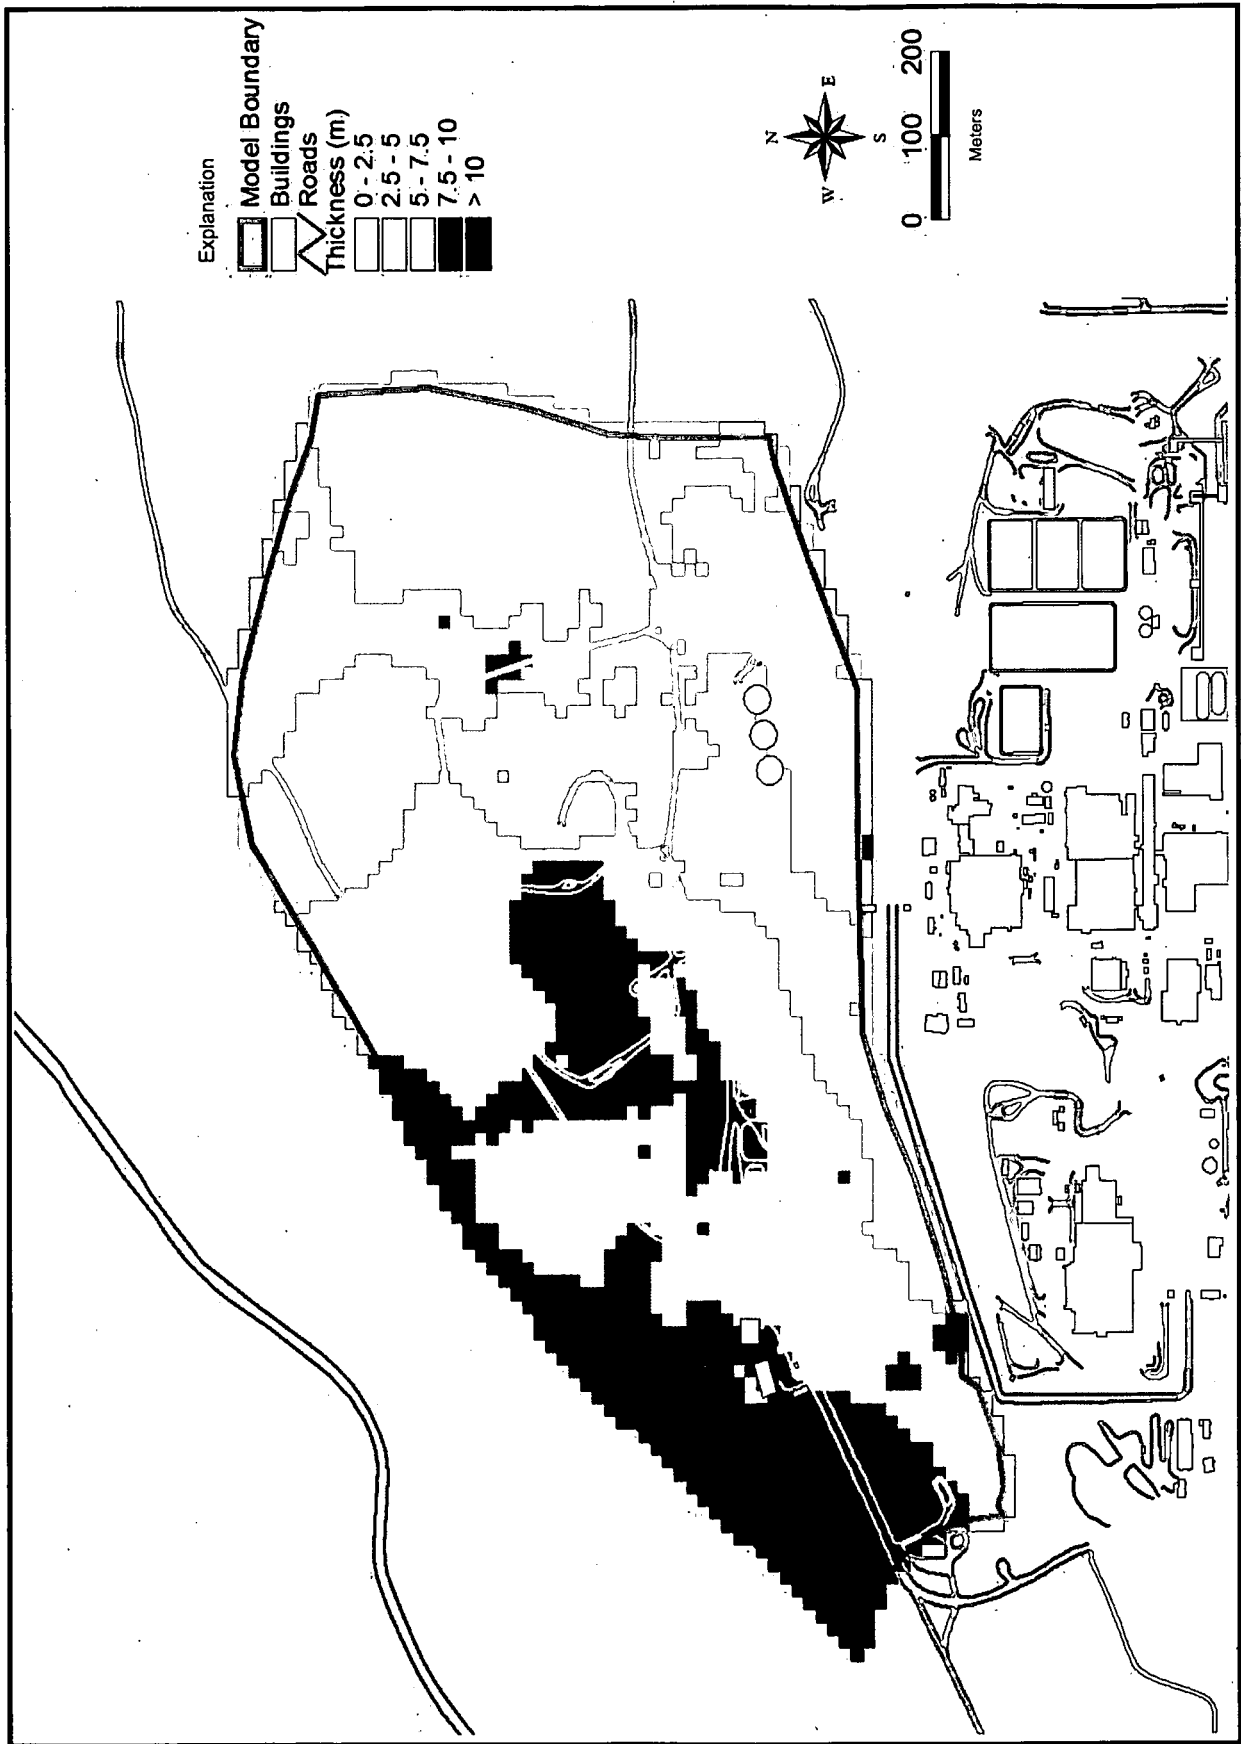 Explanation
Model Boundary
Buildings
Roads
Thickness (m)
0 - 2.5
2.5 - 5
5 - 7.5
7.5 - 10
> 10
N
E
W
S
0 100 200
Meters